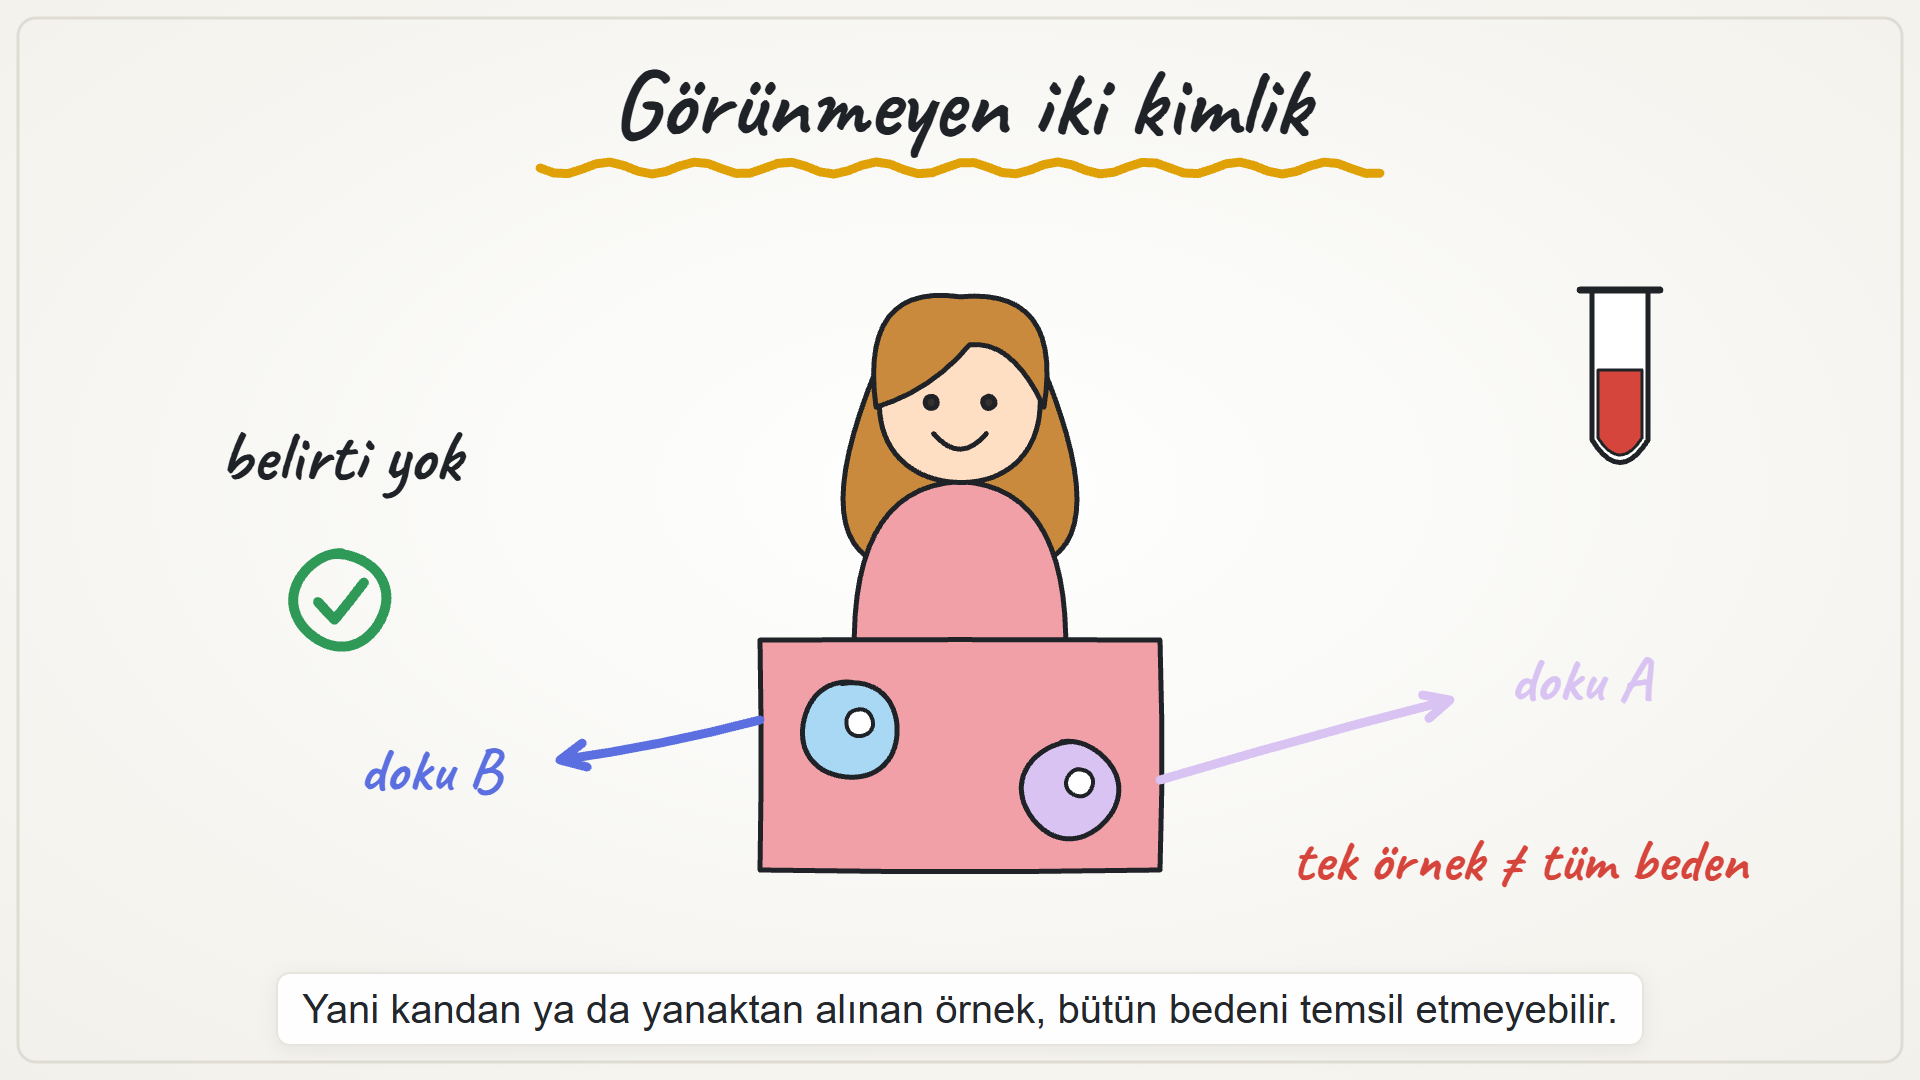 Görünmeyen iki kimlik
belirti yok
doku A
doku B
tek örnek ≠ tüm beden
Yani kandan ya da yanaktan alınan örnek, bütün bedeni temsil etmeyebilir.